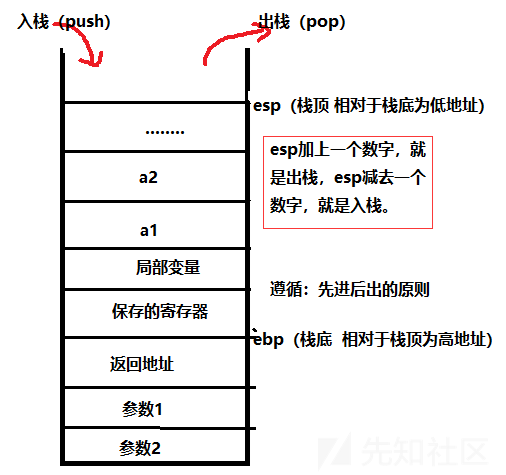 入栈（push）
出栈（pop）
esp（栈顶 相对于栈底为低地址）
........
esp加上一个数字，就
是出栈，esp减去一个
数字，就是入栈。
a2
a1
局部变量
遵循：先进后出的原则
保存的寄存器
ebp（栈底 相对于栈顶为高地址）
返回地址
参数1
参数2
先知社区